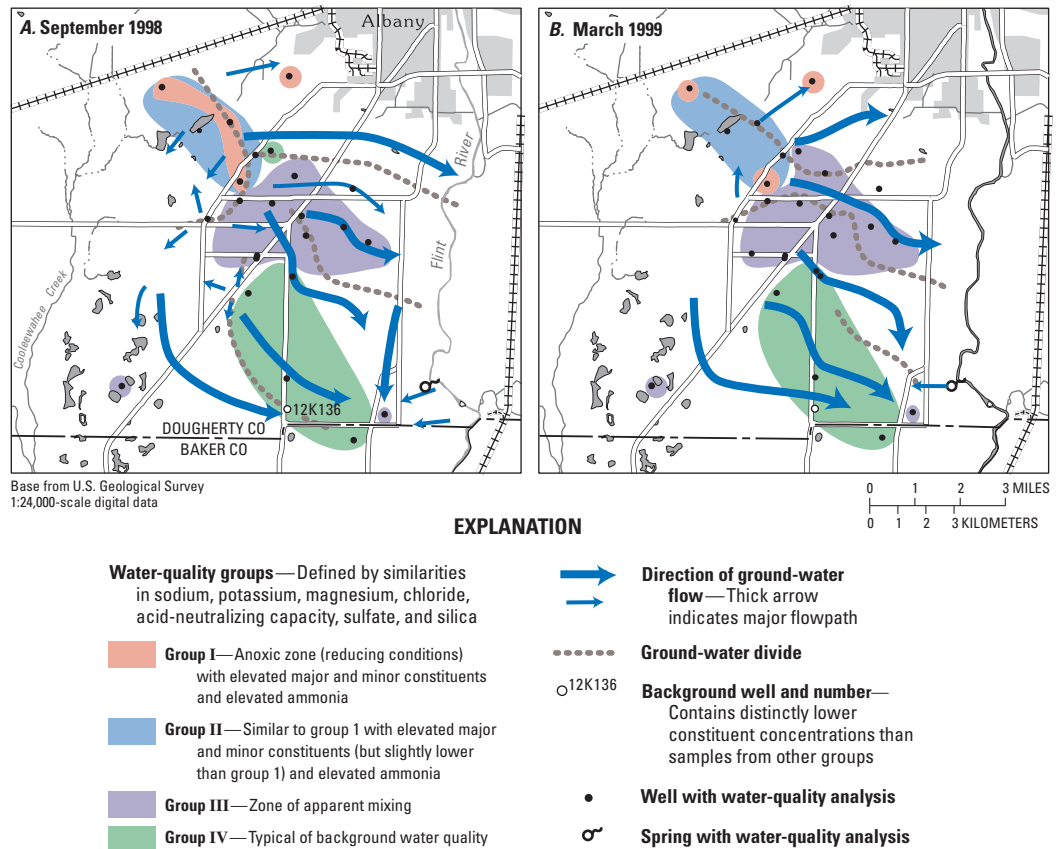 A. September 1998
Albany
River
Flint
Cooleewahee Creek
12K136
DOUGHERTY CO
BAKER CO
B. March 1999
Base from U.S. Geological Survey
1:24,000-scale digital data
0 1 2 3 MILES
0 1 2 3 KILOMETERS
EXPLANATION
Water-quality groups—Defined by similarities
in sodium, potassium, magnesium, chloride,
acid-neutralizing capacity, sulfate, and silica
Group I—Anoxic zone (reducing conditions)
with elevated major and minor constituents
and elevated ammonia
Group II—Similar to group 1 with elevated major
and minor constituents (but slightly lower
than group 1) and elevated ammonia
Group III—Zone of apparent mixing
Group IV—Typical of background water quality
Direction of ground-water
flow—Thick arrow
indicates major flowpath
Ground-water divide
12K136
Background well and number—
Contains distinctly lower
constituent concentrations than
samples from other groups
Well with water-quality analysis
Spring with water-quality analysis